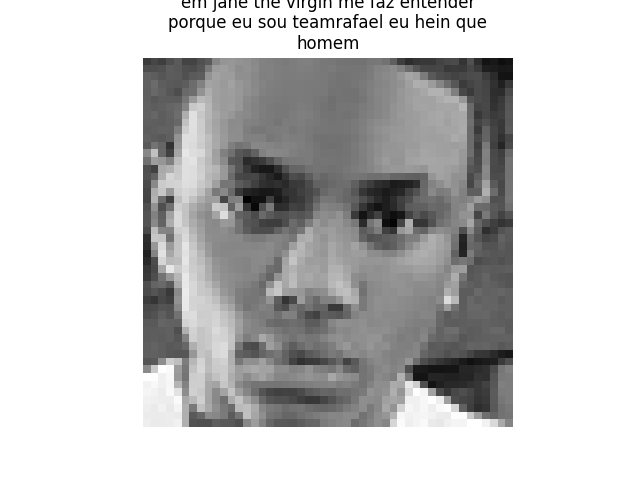 em jane the virgin me faz entender
porque eu sou teamrafael eu hein que
homem